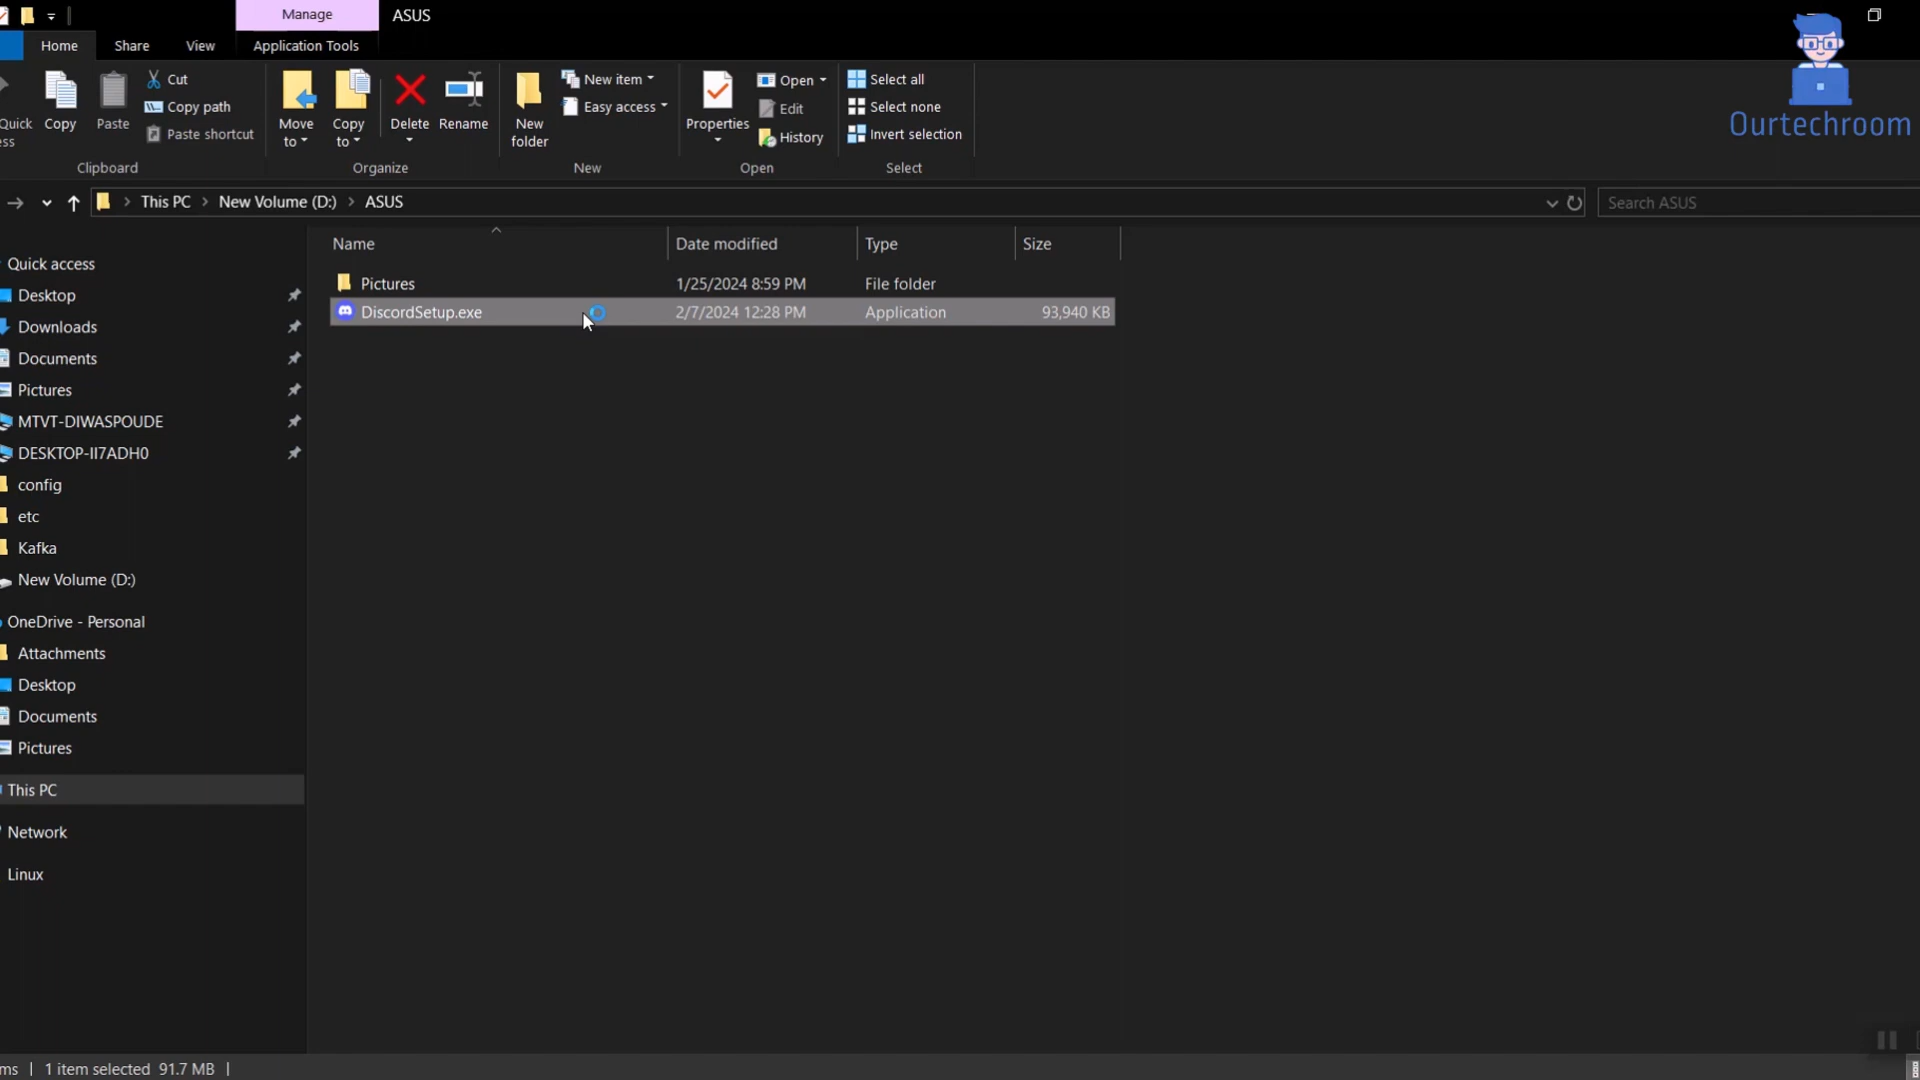 Manage
ASUS
Home
Share
View
Application Tools
Quick
ess
Copy
Paste
Cut
Copy path
Paste shortcut
Clipboard
Move
to
Copy
to
Delete
Rename
Organize
New
folder
New item
Easy access
New
Properties
Open
Edit
History
Open
Select all
Select none
Invert selection
Select
Ourtechroom
This PC
New Volume (D:)
ASUS
Search ASUS
Name
Date modified
Type
Size
Pictures
1/25/2024 8:59 PM
File folder
DiscordSetup.exe
2/7/2024 12:28 PM
Application
93,940 KB
Quick access
Desktop
Downloads
Documents
Pictures
MTVT-DIWASPOUDE
DESKTOP-II7ADH0
config
etc
Kafka
New Volume (D:)
OneDrive - Personal
Attachments
Desktop
Documents
Pictures
This PC
Network
Linux
ms
1 item selected 91.7 MB